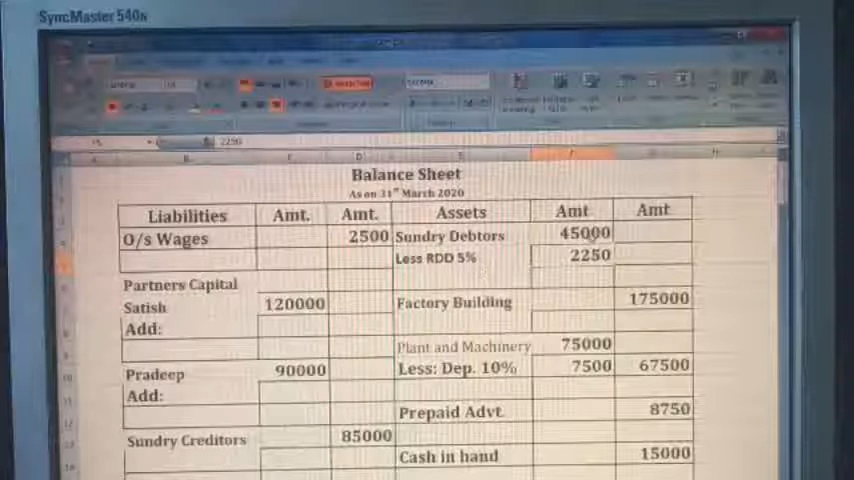 SyncMaster 540N
2250
Balance Sheet
As on 31st March 2020
Liabilities Amt. Amt. Assets Amt Amt
O/s Wages 2500 Sundry Debtors 45000
Less RDD 5% 2250
Partners Capital
Satish 120000 Factory Building 175000
Add:
Plant and Machinery 75000
Pradeep 90000 Less: Dep. 10% 7500 67500
Add:
Prepaid Advt. 8750
Sundry Creditors 85000
Cash in hand 15000